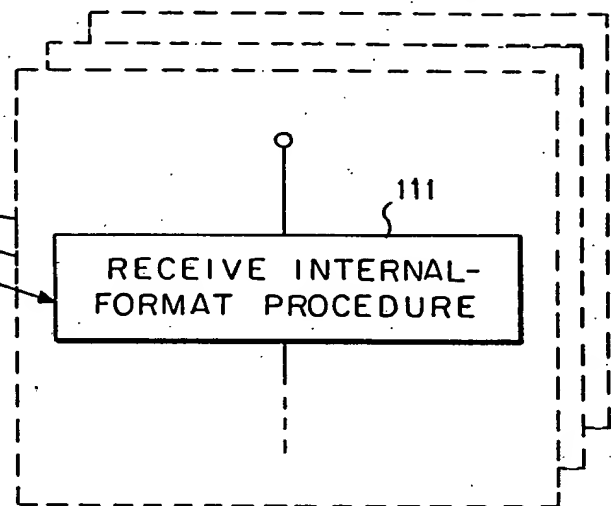 111
RECEIVE INTERNAL-
FORMAT PROCEDURE